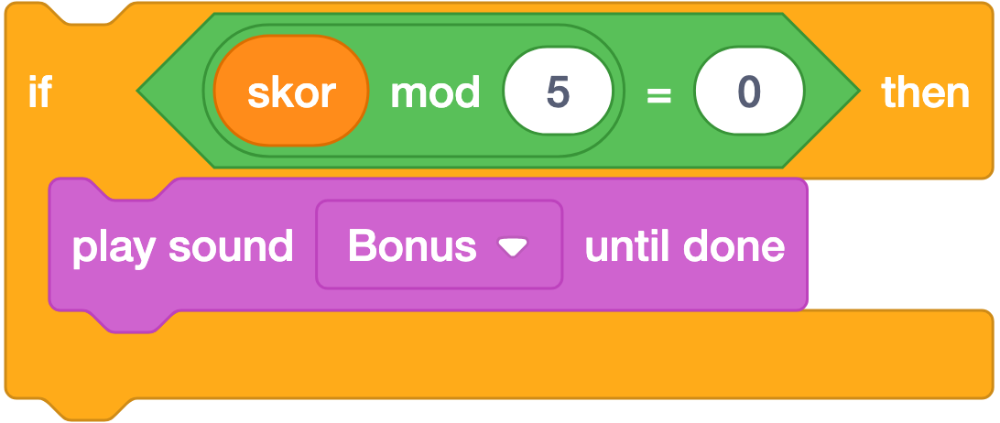 if skor mod 5 = 0 then
play sound Bonus until done